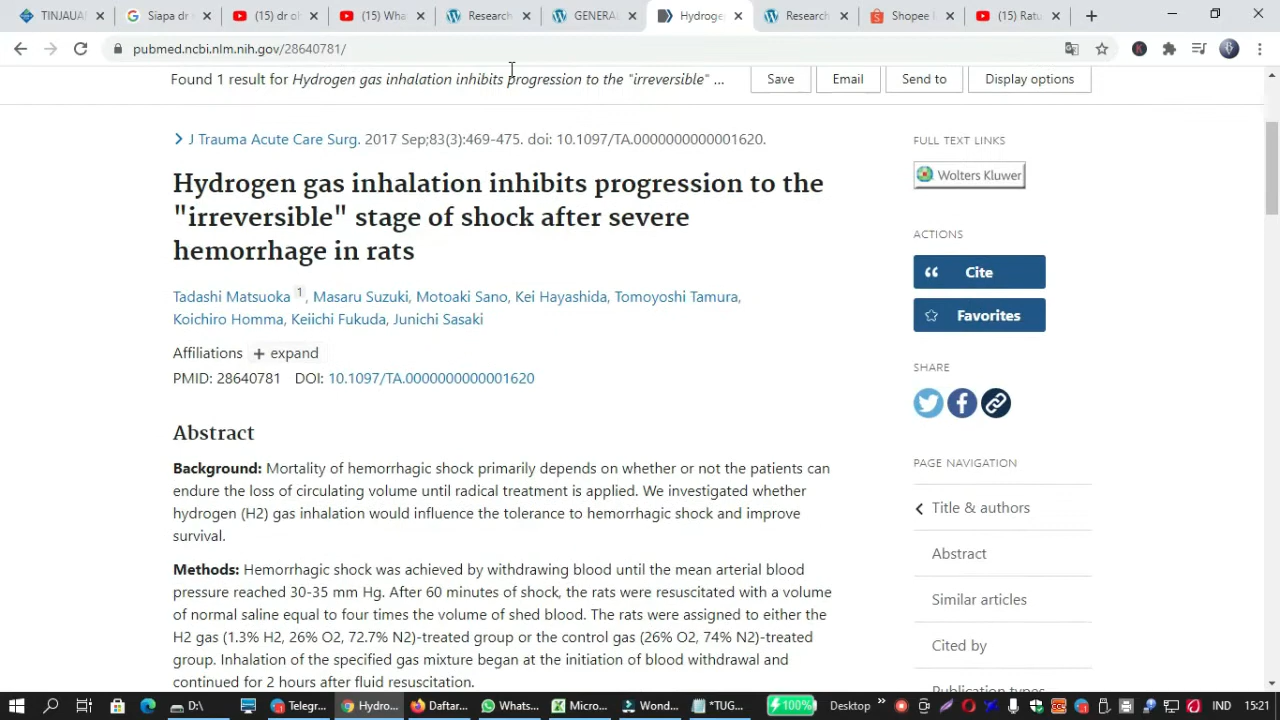 TINJAUA
Siapa dr
(15) di ol
(15) Wha
Research
GENERA
Hydroge
Research
Shopee I
(15) Ratu
pubmed.ncbi.nlm.nih.gov/28640781/
Found 1 result for Hydrogen gas inhalation inhibits progression to the "irreversible" ...
Save
Email
Send to
Display options
J Trauma Acute Care Surg. 2017 Sep;83(3):469-475. doi: 10.1097/TA.0000000000001620.
Hydrogen gas inhalation inhibits progression to the
"irreversible" stage of shock after severe
hemorrhage in rats
Tadashi Matsuoka 1, Masaru Suzuki, Motoaki Sano, Kei Hayashida, Tomoyoshi Tamura,
Koichiro Homma, Keiichi Fukuda, Junichi Sasaki
Affiliations + expand
PMID: 28640781 DOI: 10.1097/TA.0000000000001620
Abstract
Background: Mortality of hemorrhagic shock primarily depends on whether or not the patients can
endure the loss of circulating volume until radical treatment is applied. We investigated whether
hydrogen (H2) gas inhalation would influence the tolerance to hemorrhagic shock and improve
survival.
Methods: Hemorrhagic shock was achieved by withdrawing blood until the mean arterial blood
pressure reached 30-35 mm Hg. After 60 minutes of shock, the rats were resuscitated with a volume
of normal saline equal to four times the volume of shed blood. The rats were assigned to either the
H2 gas (1.3% H2, 26% O2, 72.7% N2)-treated group or the control gas (26% O2, 74% N2)-treated
group. Inhalation of the specified gas mixture began at the initiation of blood withdrawal and
continued for 2 hours after fluid resuscitation.
FULL TEXT LINKS
Wolters Kluwer
ACTIONS
Cite
Favorites
SHARE
PAGE NAVIGATION
Title & authors
Abstract
Similar articles
Cited by
Publication types
D:\
Telegr...
Hydro...
Daftar...
Whats...
Micro...
Wond...
*TUG...
100%
Desktop
IND
15:21